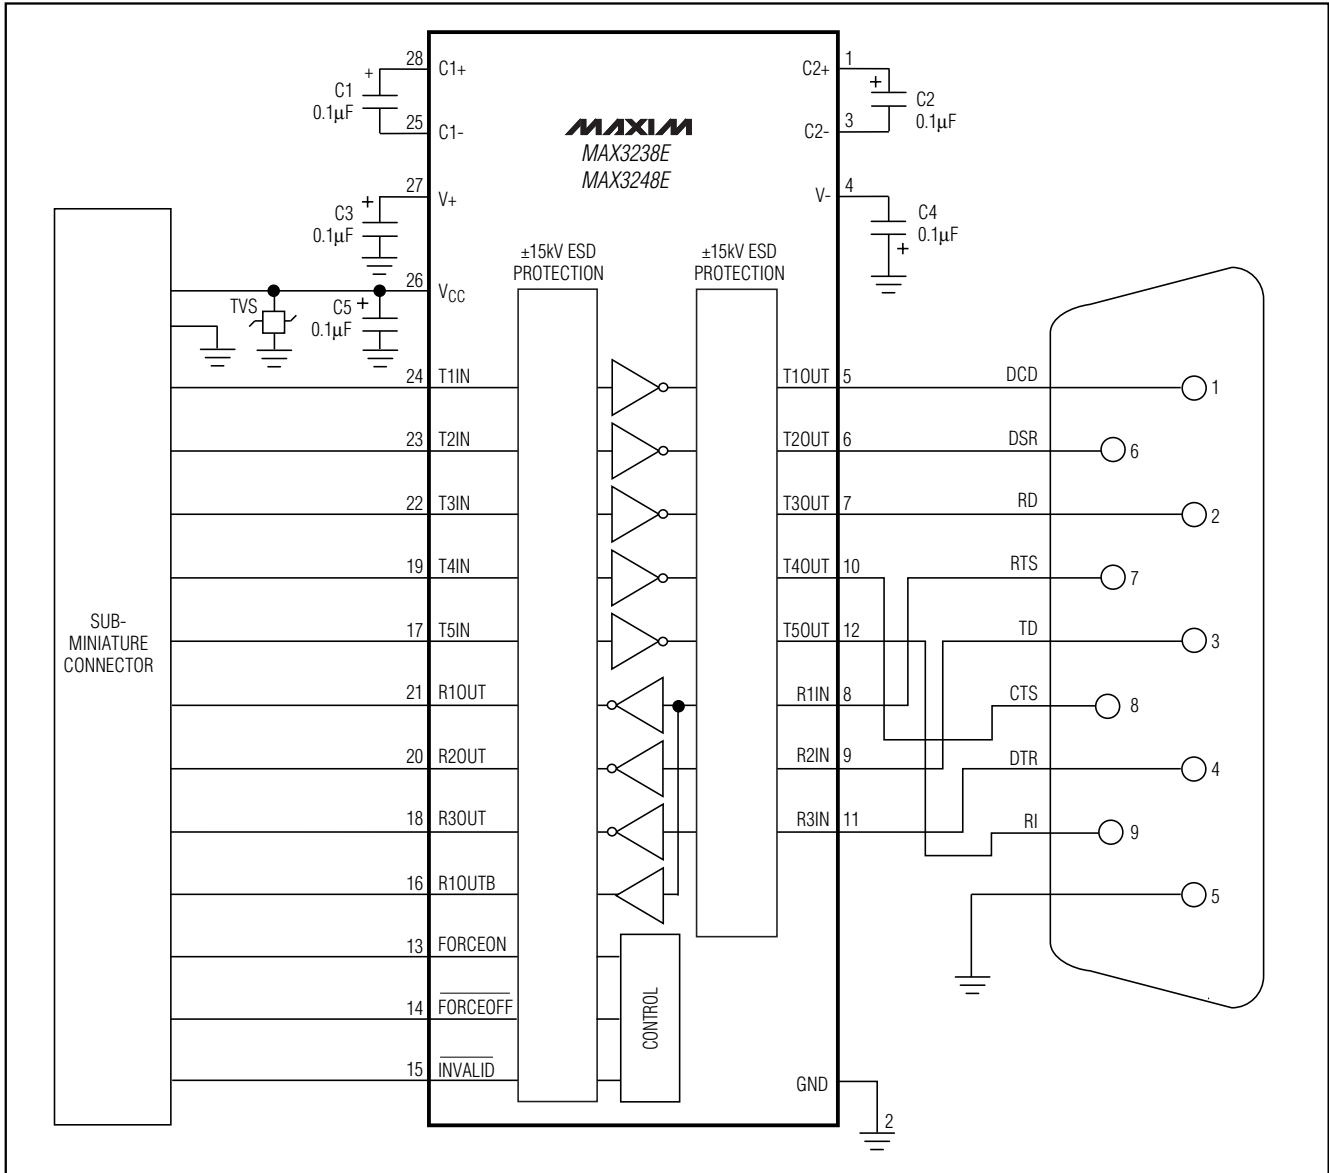 28
C1+
+
C1
0.1µF
25
C1-
1
C2+
+
C2
0.1µF
3
C2-
MAXIM
MAX3238E
MAX3248E
27
V+
+
C3
0.1µF
4
V-
C4
0.1µF
+
±15kV ESD
PROTECTION
±15kV ESD
PROTECTION
26
VCC
TVS
C5
+
0.1µF
SUB-
MINIATURE
CONNECTOR
24 T1IN
T1OUT 5
DCD
1
23 T2IN
T2OUT 6
DSR
6
22 T3IN
T3OUT 7
RD
2
19 T4IN
T4OUT 10
RTS
7
17 T5IN
T5OUT 12
TD
3
21 R1OUT
R1IN 8
CTS
8
20 R2OUT
R2IN 9
DTR
4
18 R3OUT
R3IN 11
RI
9
16 R1OUTB
5
13 FORCEON
14 FORCEOFF
15 INVALID
CONTROL
GND
2